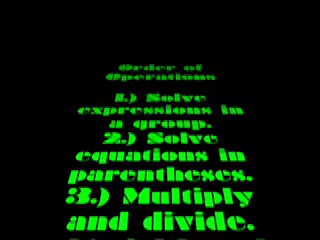 Order of
Operations
1.) Solve
expressions in
a group.
2.) Solve
equations in
parentheses.
3.) Multiply
and divide.